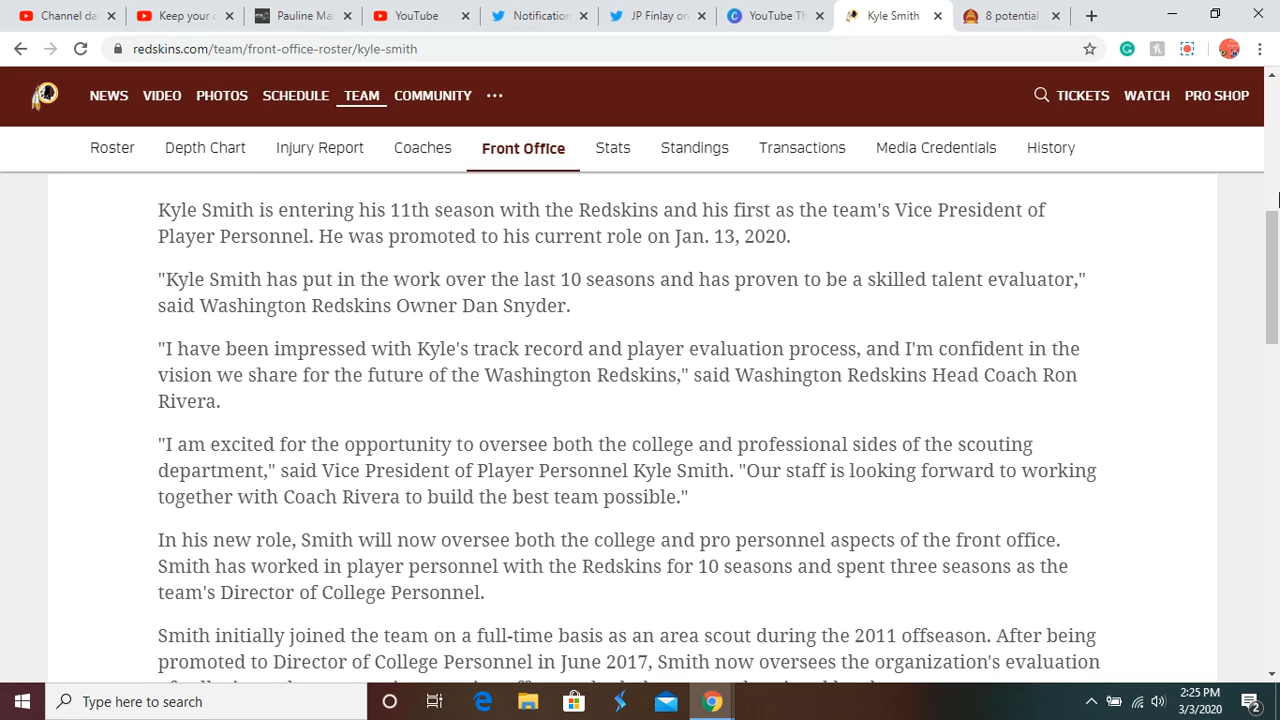 Channel das
Keep your c
Pauline Mai
YouTube
Notification
JP Finlay on
YouTube Th
Kyle Smith
8 potential
redskins.com/team/front-office-roster/kyle-smith
NEWS VIDEO PHOTOS SCHEDULE TEAM COMMUNITY ... TICKETS WATCH PRO SHOP
Roster Depth Chart Injury Report Coaches Front Office Stats Standings Transactions Media Credentials History
Kyle Smith is entering his 11th season with the Redskins and his first as the team's Vice President of
Player Personnel. He was promoted to his current role on Jan. 13, 2020.
"Kyle Smith has put in the work over the last 10 seasons and has proven to be a skilled talent evaluator,"
said Washington Redskins Owner Dan Snyder.
"I have been impressed with Kyle's track record and player evaluation process, and I'm confident in the
vision we share for the future of the Washington Redskins," said Washington Redskins Head Coach Ron
Rivera.
"I am excited for the opportunity to oversee both the college and professional sides of the scouting
department," said Vice President of Player Personnel Kyle Smith. "Our staff is looking forward to working
together with Coach Rivera to build the best team possible."
In his new role, Smith will now oversee both the college and pro personnel aspects of the front office.
Smith has worked in player personnel with the Redskins for 10 seasons and spent three seasons as the
team's Director of College Personnel.
Smith initially joined the team on a full-time basis as an area scout during the 2011 offseason. After being
promoted to Director of College Personnel in June 2017, Smith now oversees the organization's evaluation
Type here to search
2:25 PM
3/3/2020
2